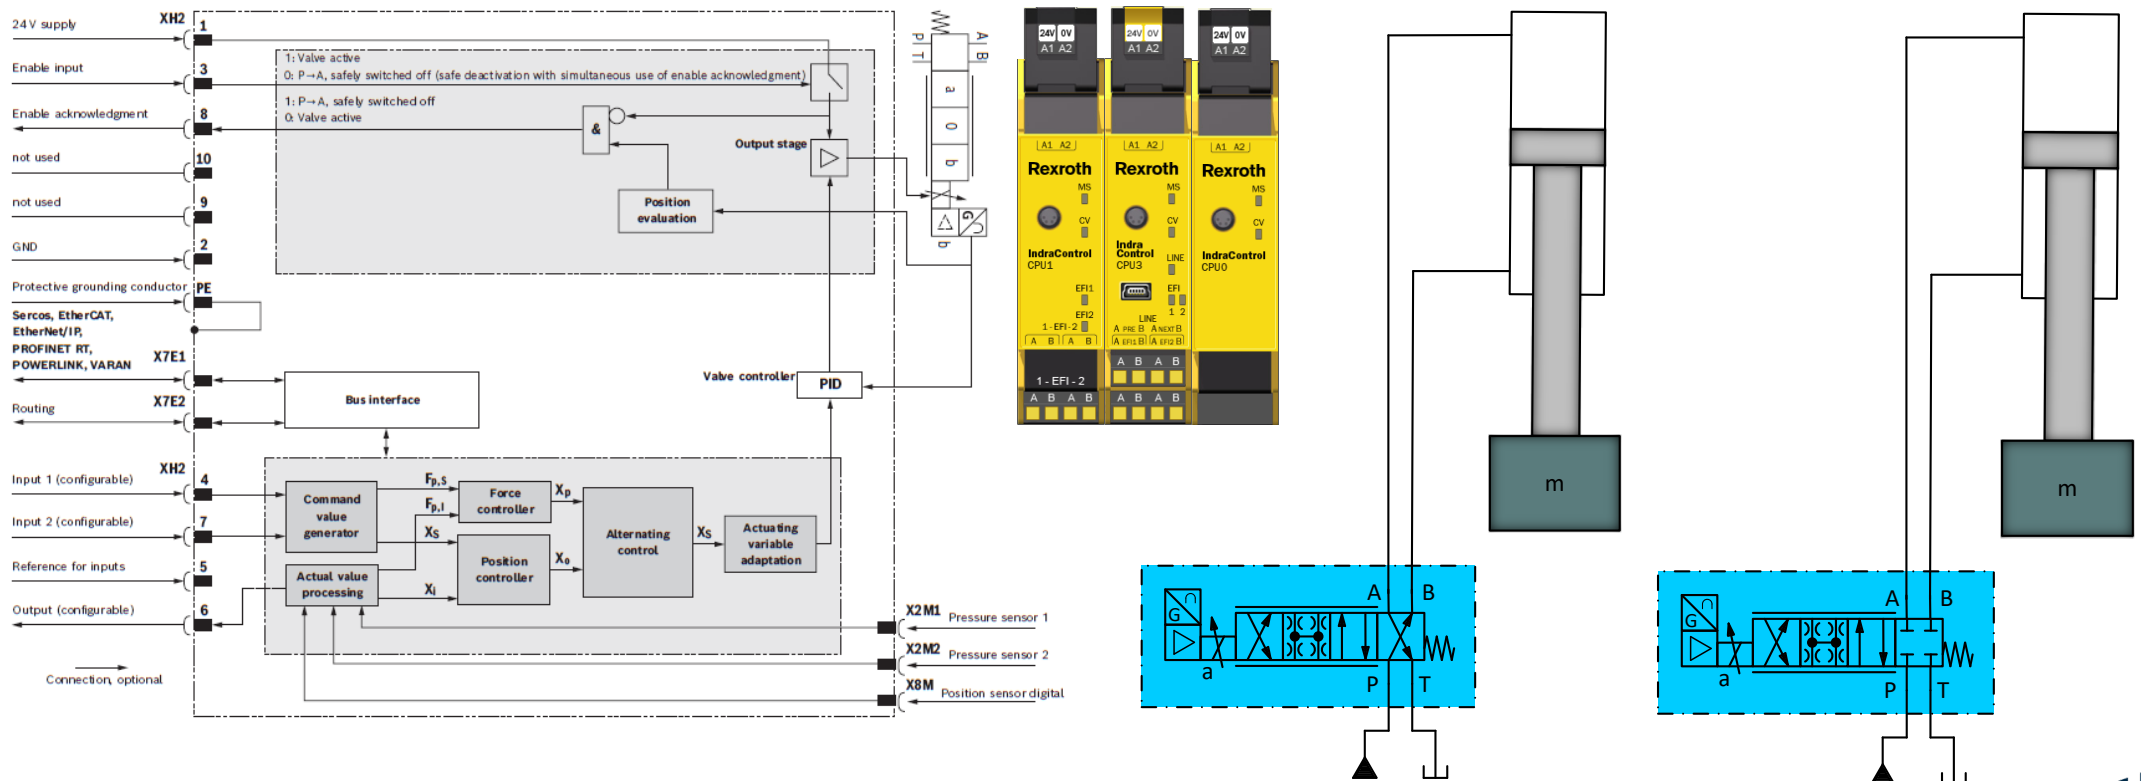 XH2
24 V supply
1
Enable input
3
Enable acknowledgment
8
not used
10
not used
9
GND
2
Protective grounding conductor
PE
Sercos, EtherCAT,
EtherNet/IP,
PROFINET RT,
POWERLINK, VARAN
X7E1
Routing
X7E2
XH2
Input 1 (configurable)
4
Input 2 (configurable)
7
Reference for inputs
5
Output (configurable)
6
Connection, optional
1: Valve active
0: P→A, safely switched off (safe deactivation with simultaneous use of enable acknowledgment)
1: P→A, safely switched off
0: Valve active
&
Output stage
Position
evaluation
Valve controller
PID
Bus interface
Command
value
generator
Actual value
processing
Fp,S
Fp,I
XS
Xi
Force
controller
Position
controller
Xp
Xo
Alternating
control
XS
Actuating
variable
adaptation
X2M1
Pressure sensor 1
X2M2
Pressure sensor 2
X8M
Position sensor digital
P T
A B
a
0
b
G
b
24V 0V
A1 A2
A1 A2
Rexroth
MS
CV
IndraControl
CPU1
EFI1
EFI2
1 - EFI - 2
A B A B
1 - EFI - 2
A B A B
24V 0V
A1 A2
A1 A2
Rexroth
MS
CV
Indra
Control
CPU3
LINE
EFI
1 2
LINE
A PRE B A NEXT B
A EFI1 B A EFI2 B
A B A B
A B A B
24V 0V
A1 A2
A1 A2
Rexroth
MS
CV
IndraControl
CPU0
m
A B
G
a
P T
m
A B
G
a
P T